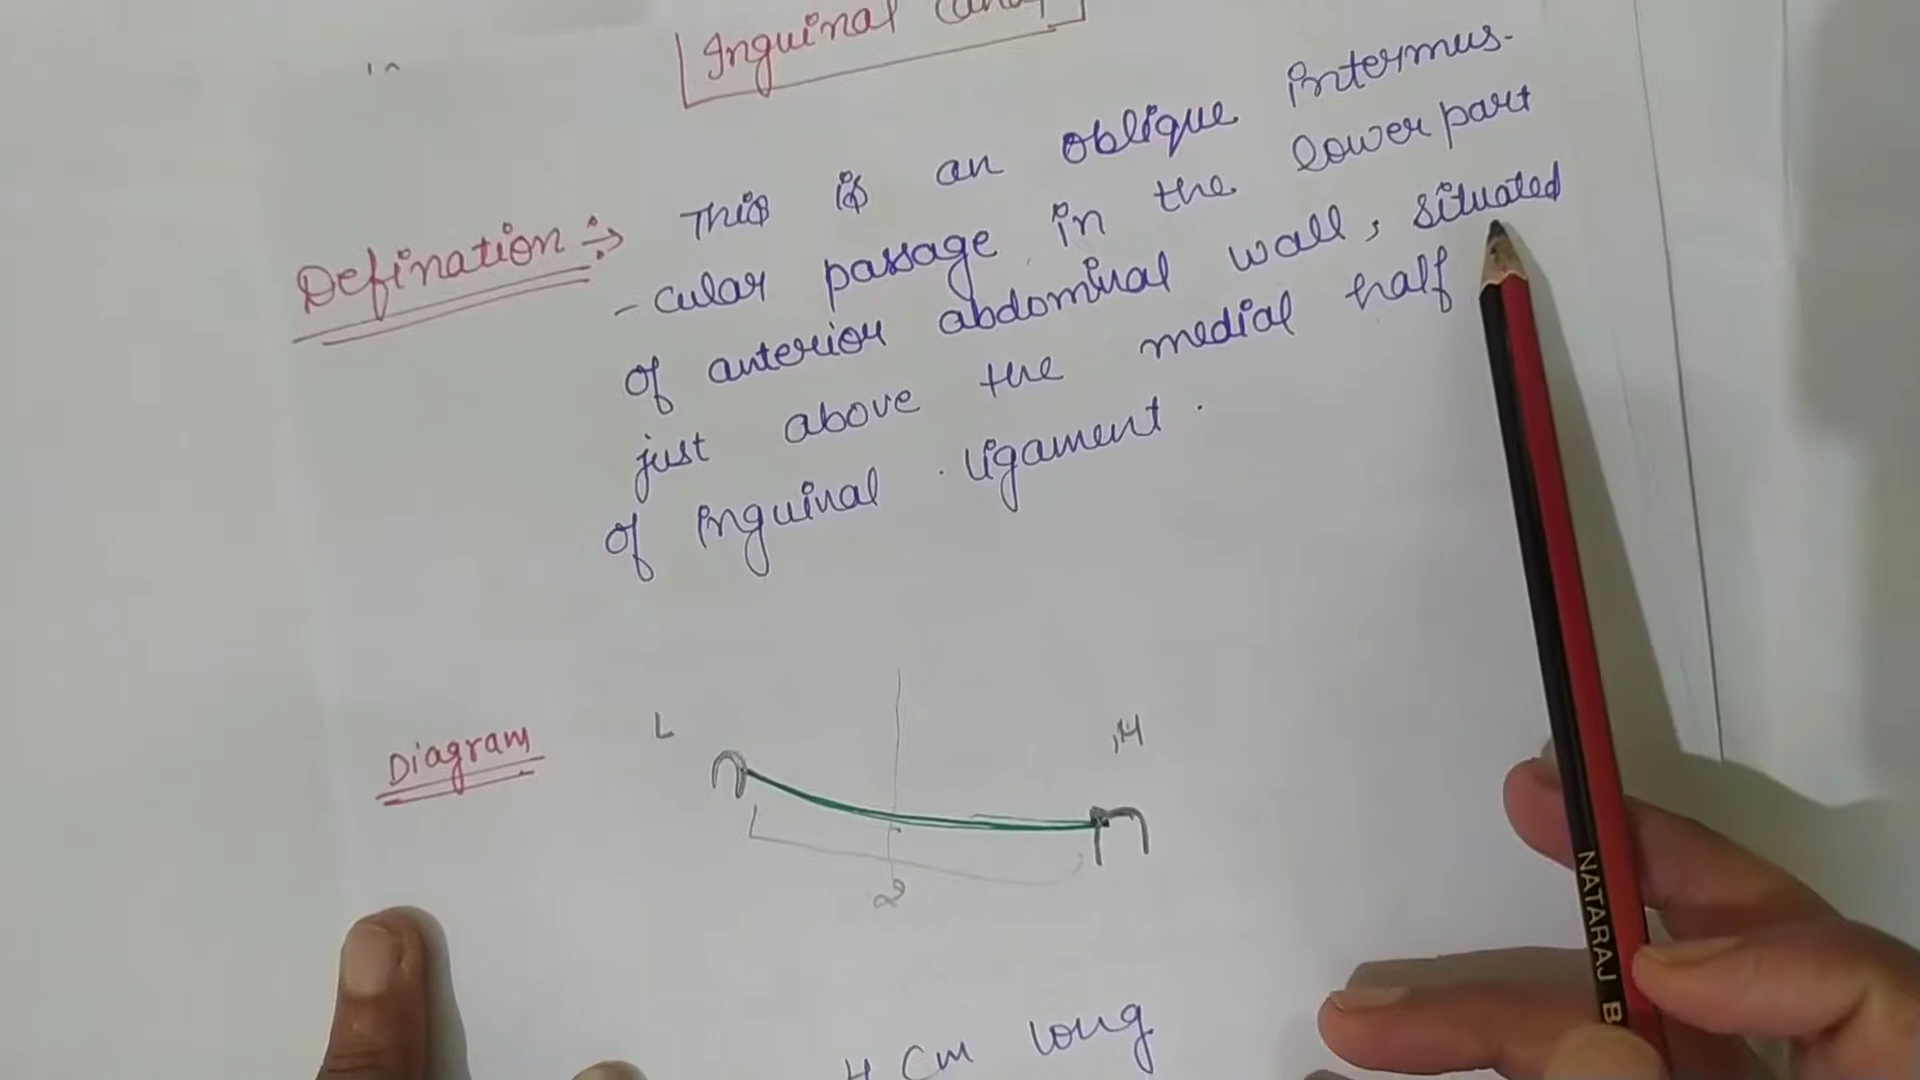 Inguinal Canal
Defination :→ This is an oblique intermus-
-cular passage in the lower part
of anterior abdominal wall, situated
just above the medial half
of inguinal ligament.
Diagram
L
M
2
4 Cm long
NATARAJ B